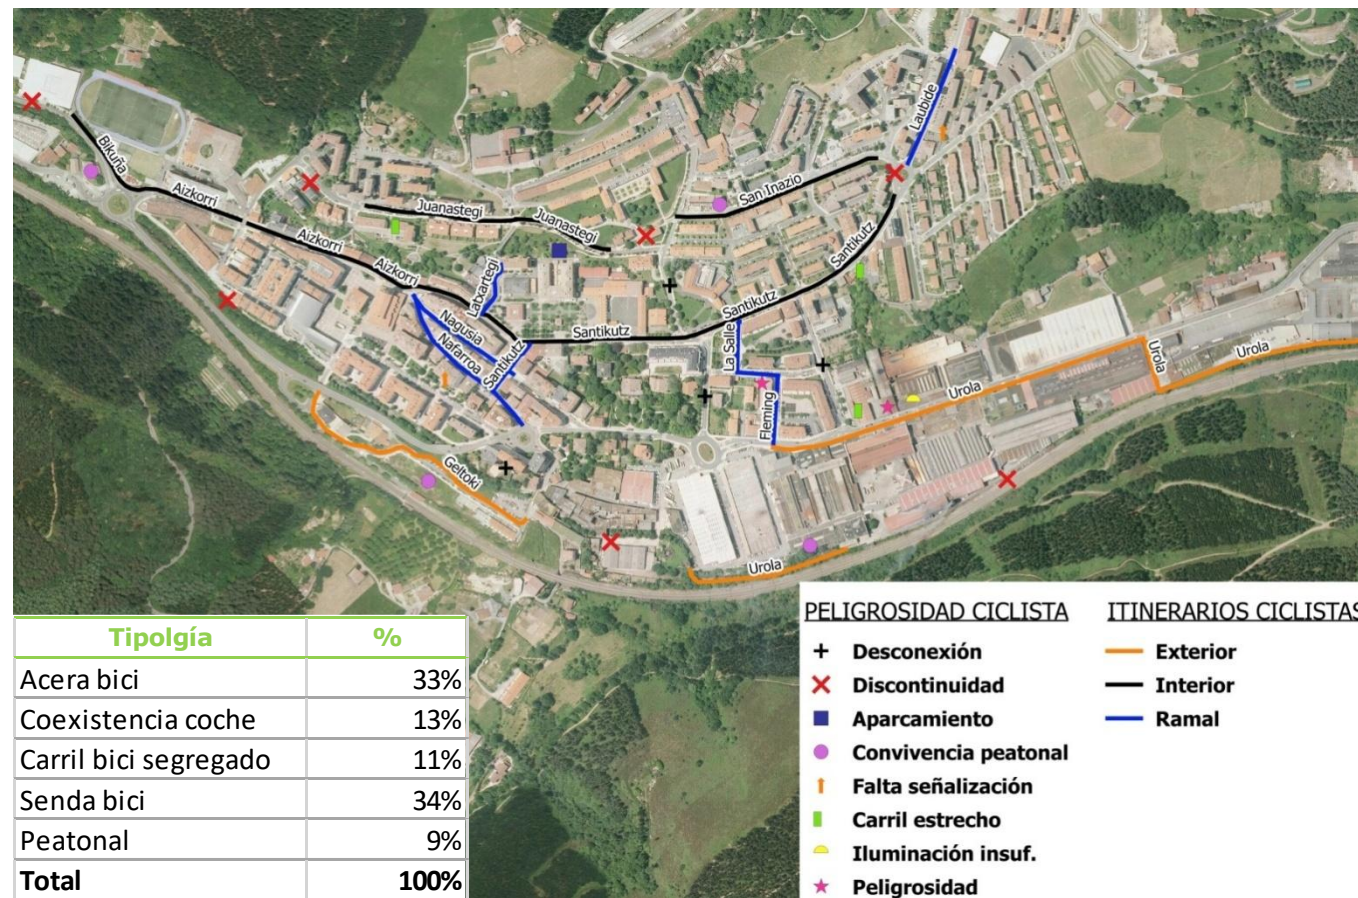 Laubide
Bikuña
Aizkorri
San Inazio
Juanastegi
Juanastegi
Aizkorri
Santikutz
Aizkorri
Latxartegi
Santikutz
Nagusia
Santikutz
La Salle
Nafarroa
Santikutz
Urola
Urola
Urola
Fleming
Geltoki
Urola
PELIGROSIDAD CICLISTA
Desconexión
Discontinuidad
Aparcamiento
Convivencia peatonal
Falta señalización
Carril estrecho
Iluminación insuf.
Peligrosidad
ITINERARIOS CICLISTAS
Exterior
Interior
Ramal
Tipolgía %
Acera bici 33%
Coexistencia coche 13%
Carril bici segregado 11%
Senda bici 34%
Peatonal 9%
Total 100%